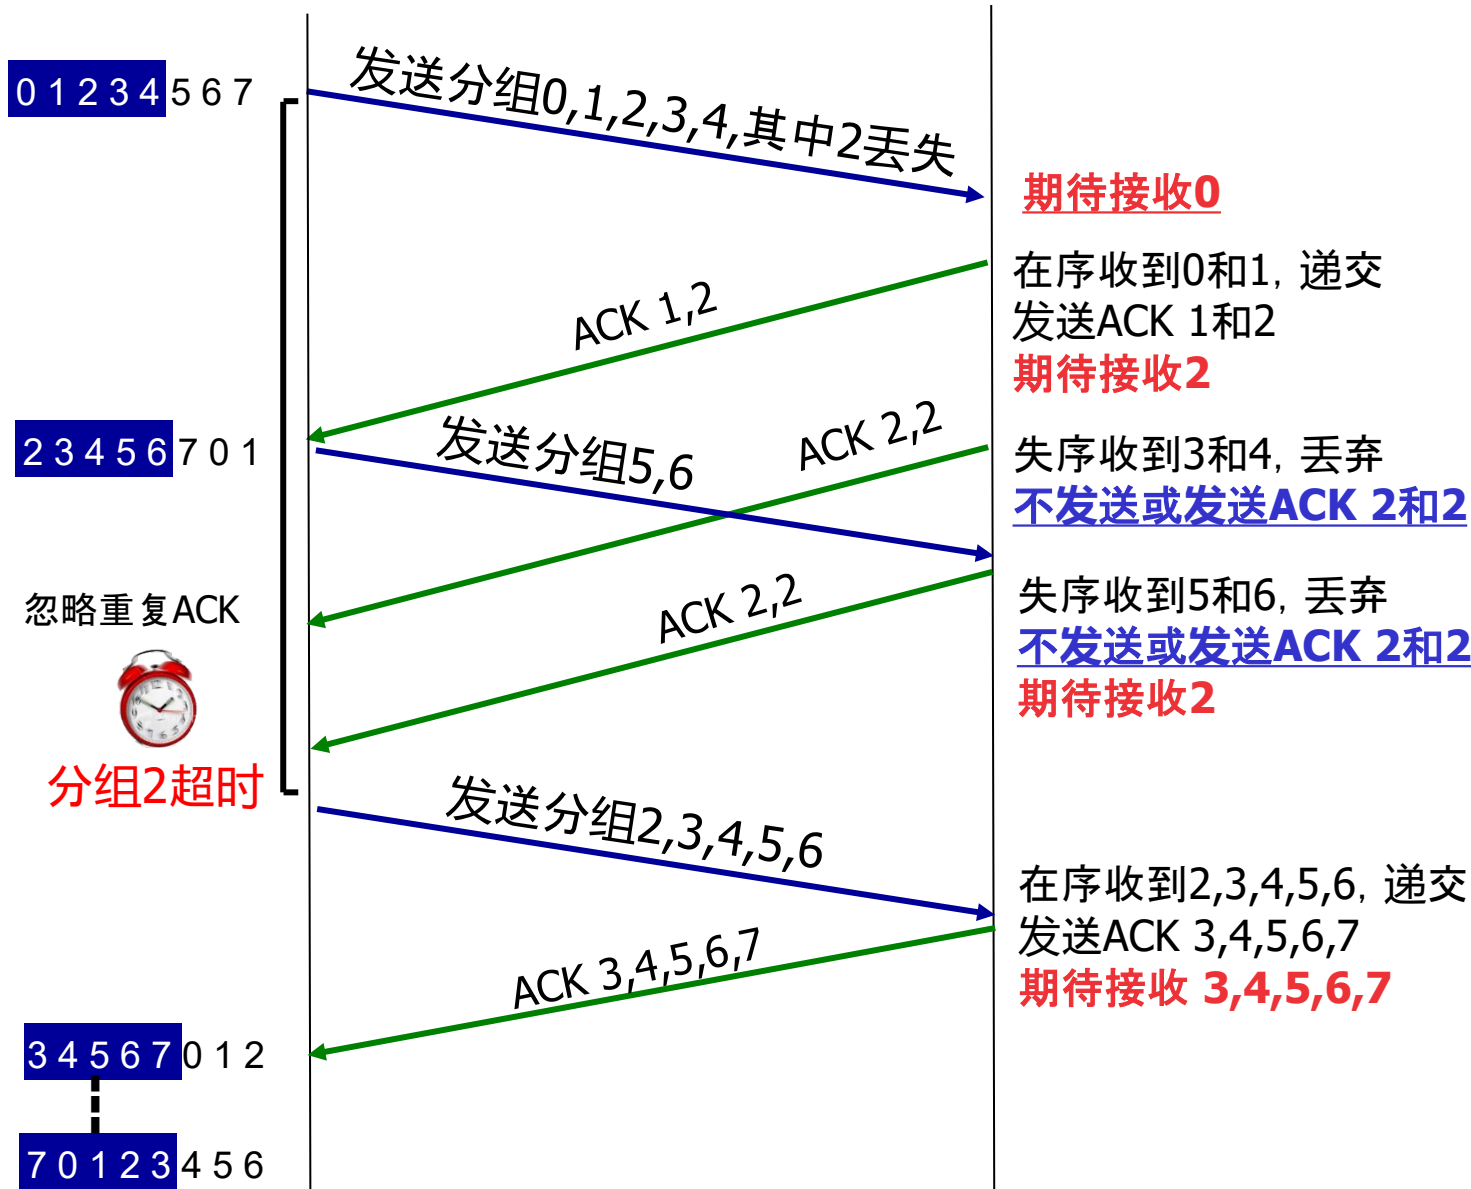 0 1 2 3 4 5 6 7
发送分组0,1,2,3,4,其中2丢失
期待接收0
在序收到0和1, 递交
发送ACK 1和2
期待接收2
ACK 1,2
2 3 4 5 6 7 0 1
发送分组5,6
ACK 2,2
失序收到3和4, 丢弃
不发送或发送ACK 2和2
忽略重复ACK
ACK 2,2
失序收到5和6, 丢弃
不发送或发送ACK 2和2
期待接收2
分组2超时
发送分组2,3,4,5,6
在序收到2,3,4,5,6, 递交
发送ACK 3,4,5,6,7
期待接收 3,4,5,6,7
ACK 3,4,5,6,7
3 4 5 6 7 0 1 2
7 0 1 2 3 4 5 6